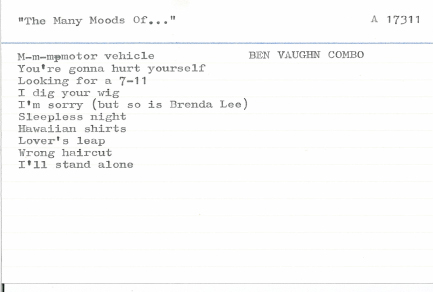 "The Many Moods Of..." A 17311
M-m-mpmotor vehicle BEN VAUGHN COMBO
You're gonna hurt yourself
Looking for a 7-11
I dig your wig
I'm sorry (but so is Brenda Lee)
Sleepless night
Hawaiian shirts
Lover's leap
Wrong haircut
I'll stand alone